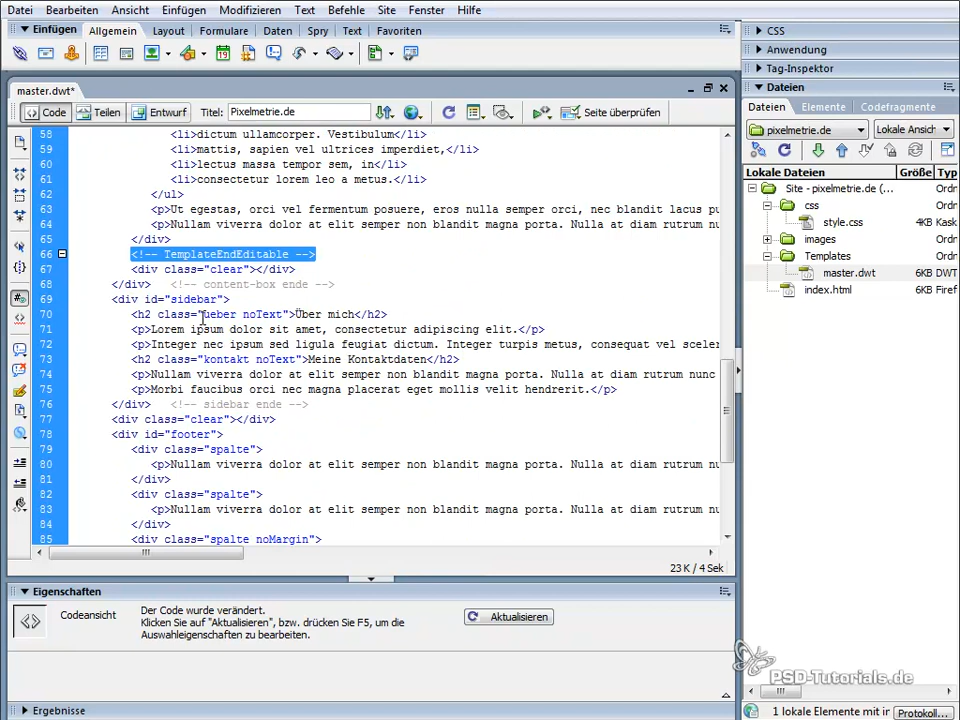 Datei Bearbeiten Ansicht Einfügen Modifizieren Text Befehle Site Fenster Hilfe
Einfügen Allgemein Layout Formulare Daten Spry Text Favoriten
master.dwt*
Code Teilen Entwurf Titel: Pixelmetrie.de Seite überprüfen
58 <li>dictum ullamcorper. Vestibulum</li>
59 <li>mattis, sapien vel ultrices imperdiet,</li>
60 <li>lectus massa tempor sem, in</li>
61 <li>consectetur lorem leo a metus.</li>
62 </ul>
63 <p>Ut egestas, orci vel fermentum posuere, eros nulla semper orci, nec blandit lacus pu
64 <p>Nullam viverra dolor at elit semper non blandit magna porta. Nulla at diam rutrum nu
65 </div>
66 <!-- TemplateEndEditable -->
67 <div class="clear"></div>
68 </div> <!-- content-box ende -->
69 <div id="sidebar">
70 <h2 class="ueber noText">Über mich</h2>
71 <p>Lorem ipsum dolor sit amet, consectetur adipiscing elit.</p>
72 <p>Integer nec ipsum sed ligula feugiat dictum. Integer turpis metus, consequat vel sceler
73 <h2 class="kontakt noText">Meine Kontaktdaten</h2>
74 <p>Nullam viverra dolor at elit semper non blandit magna porta. Nulla at diam rutrum nunc
75 <p>Morbi faucibus orci nec magna placerat eget mollis velit hendrerit.</p>
76 </div> <!-- sidebar ende -->
77 <div class="clear"></div>
78 <div id="footer">
79 <div class="spalte">
80 <p>Nullam viverra dolor at elit semper non blandit magna porta. Nulla at diam rutrum nu
81 </div>
82 <div class="spalte">
83 <p>Nullam viverra dolor at elit semper non blandit magna porta. Nulla at diam rutrum nu
84 </div>
85 <div class="spalte noMargin">
23 K / 4 Sek
Eigenschaften
Codeansicht
Der Code wurde verändert.
Klicken Sie auf "Aktualisieren", bzw. drücken Sie F5, um die
Auswahleigenschaften zu bearbeiten.
Aktualisieren
Ergebnisse
CSS
Anwendung
Tag-Inspektor
Dateien
Dateien Elemente Codefragmente
pixelmetrie.de Lokale Ansicht
Lokale Dateien Größe Typ
Site - pixelmetrie.de (... Ordn
css Ordn
style.css 4KB Kask
images Ordn
Templates Ordn
master.dwt 6KB DWT
index.html 6KB
PSD-Tutorials.de
1 lokale Elemente mit in Protokoll...